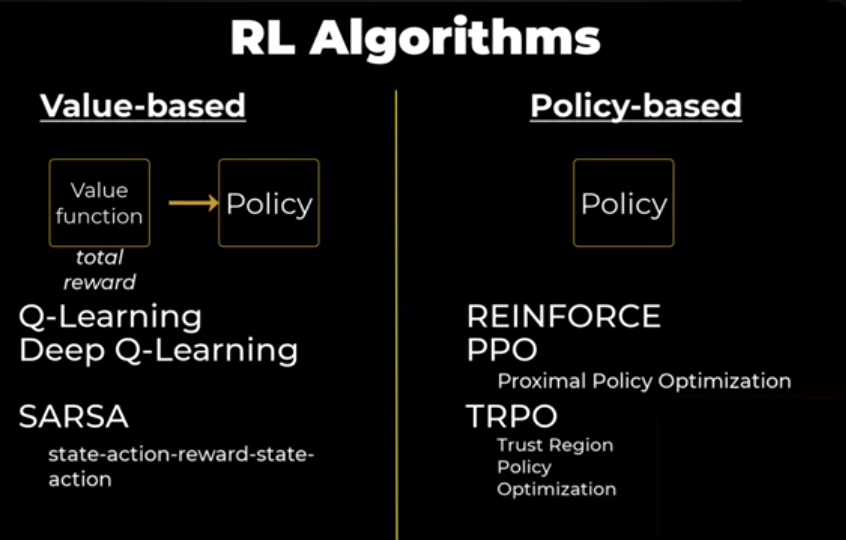 RL Algorithms
Value-based
Value
function
Policy
total
reward
Q-Learning
Deep Q-Learning
SARSA
state-action-reward-state-
action
Policy-based
Policy
REINFORCE
PPO
Proximal Policy Optimization
TRPO
Trust Region
Policy
Optimization